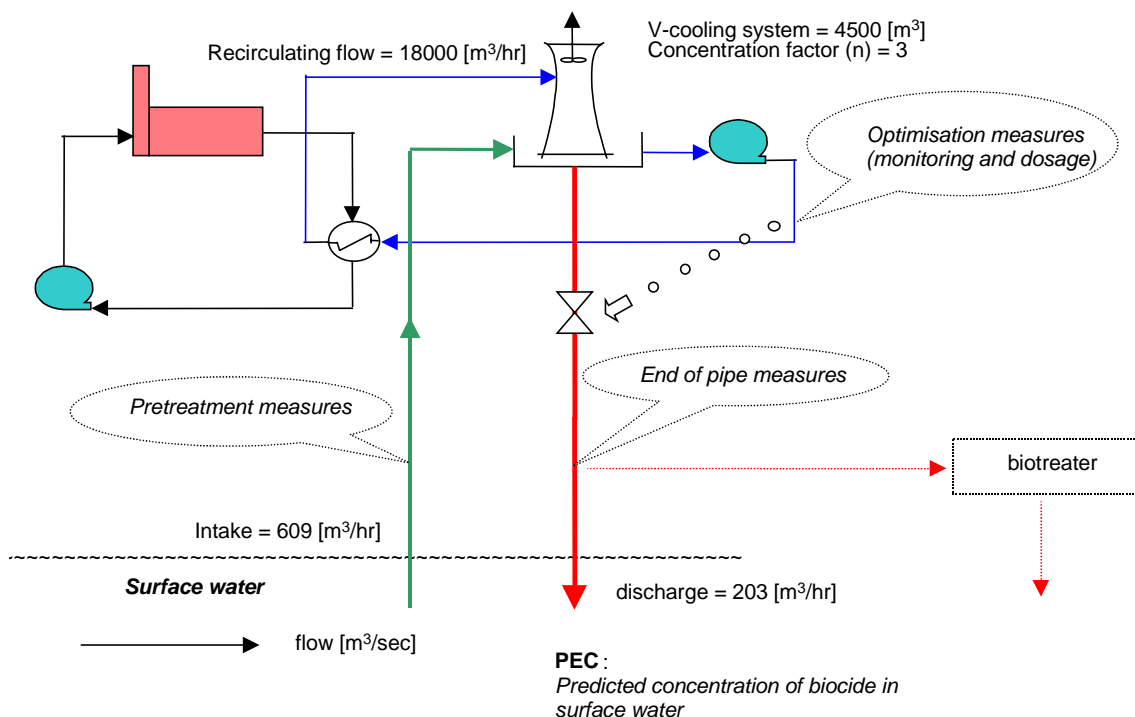 V-cooling system = 4500 [m³]
Recirculating flow = 18000 [m³/hr]
Concentration factor (n) = 3
Optimisation measures
(monitoring and dosage)
Pretreatment measures
End of pipe measures
biotreater
Intake = 609 [m³/hr]
Surface water
discharge = 203 [m³/hr]
flow [m³/sec]
PEC :
Predicted concentration of biocide in
surface water